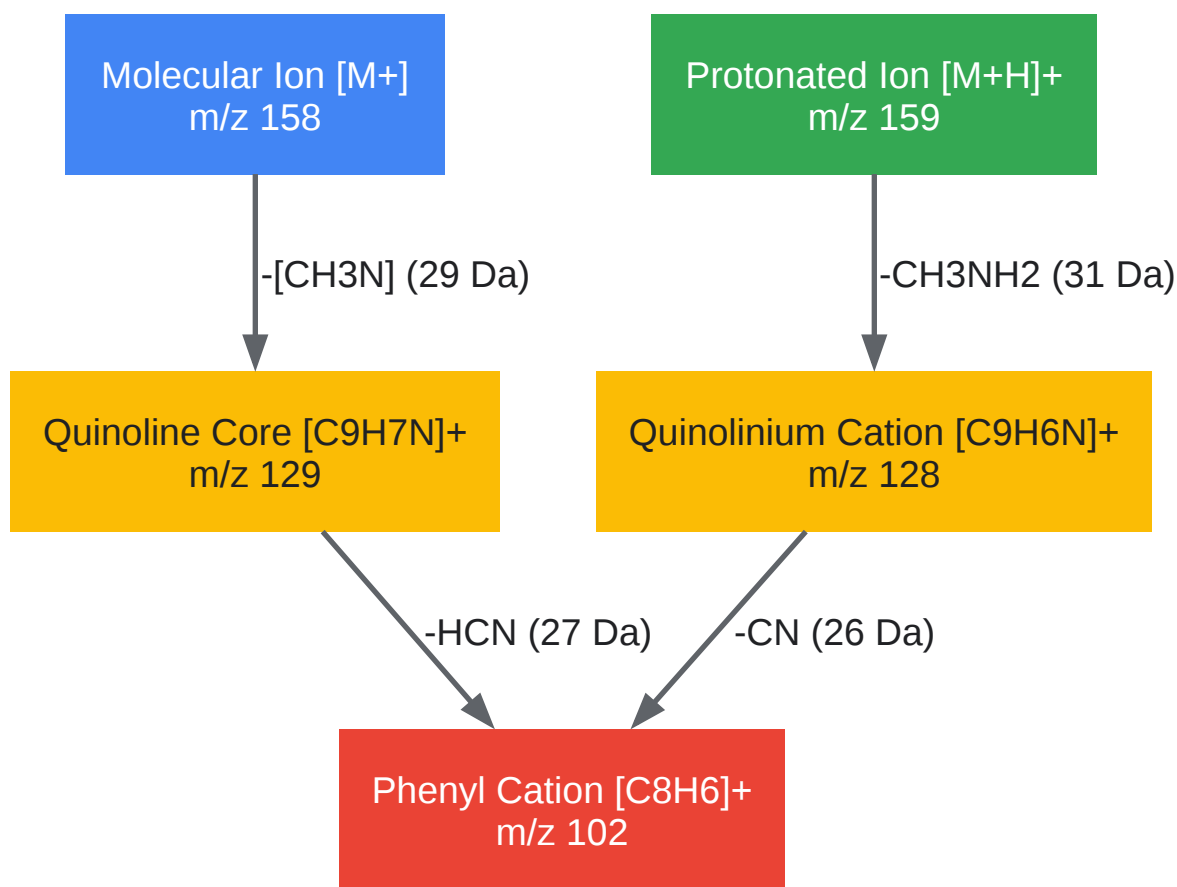 Molecular Ion [M+]
m/z 158
Protonated Ion [M+H]+
m/z 159
-[CH3N] (29 Da)
-CH3NH2 (31 Da)
Quinoline Core [C9H7N]+
m/z 129
Quinolinium Cation [C9H6N]+
m/z 128
-HCN (27 Da)
-CN (26 Da)
Phenyl Cation [C8H6]+
m/z 102